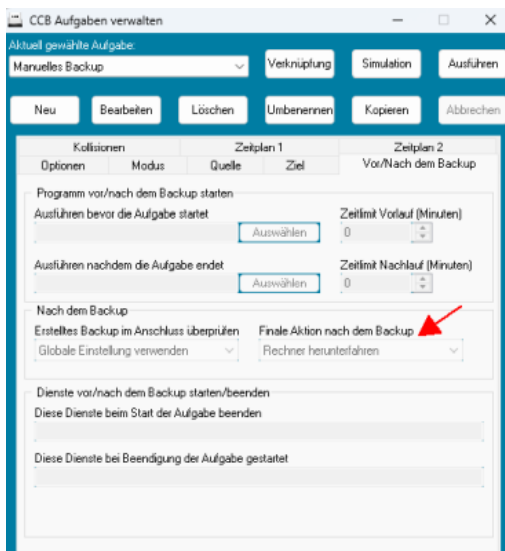 CCB Aufgaben verwalten
Aktuell gewählte Aufgabe:
Manuelles Backup
Verknüpfung
Simulation
Ausführen
Neu
Bearbeiten
Löschen
Umbenennen
Kopieren
Abbrechen
Kollisionen
Zeitplan 1
Zeitplan 2
Optionen
Modus
Quelle
Ziel
Vor/Nach dem Backup
Programm vor/nach dem Backup starten
Ausführen bevor die Aufgabe startet
Zeitlimit Vorlauf (Minuten)
Auswählen
0
Ausführen nachdem die Aufgabe endet
Zeitlimit Nachlauf (Minuten)
Auswählen
0
Nach dem Backup
Erstelltes Backup im Anschluss überprüfen
Finale Aktion nach dem Backup
Globale Einstellung verwenden
Rechner herunterfahren
Dienste vor/nach dem Backup starten/beenden
Diese Dienste beim Start der Aufgabe beenden
Diese Dienste bei Beendigung der Aufgabe gestartet